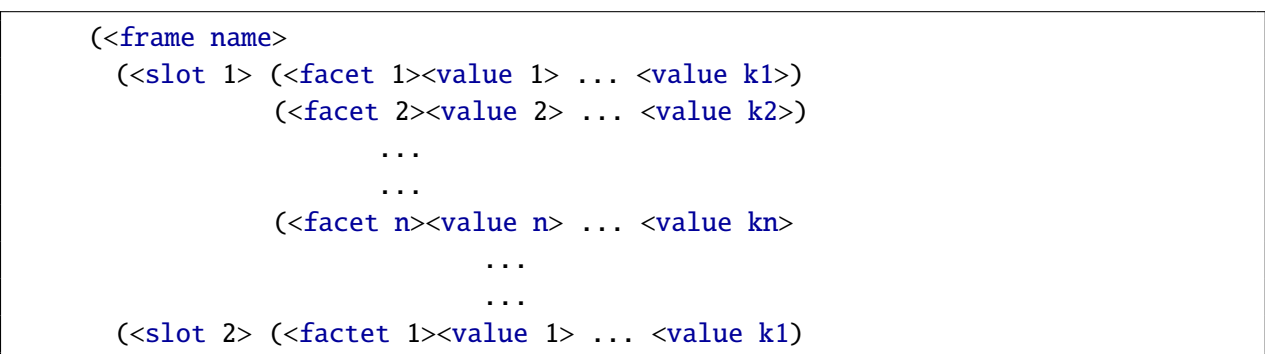 (<frame name>
(<slot 1> (<facet 1><value 1> ... <value k1>)
(<facet 2><value 2> ... <value k2>)
...
...
(<facet n><value n> ... <value kn>
...
...
(<slot 2> (<factet 1><value 1> ... <value k1)